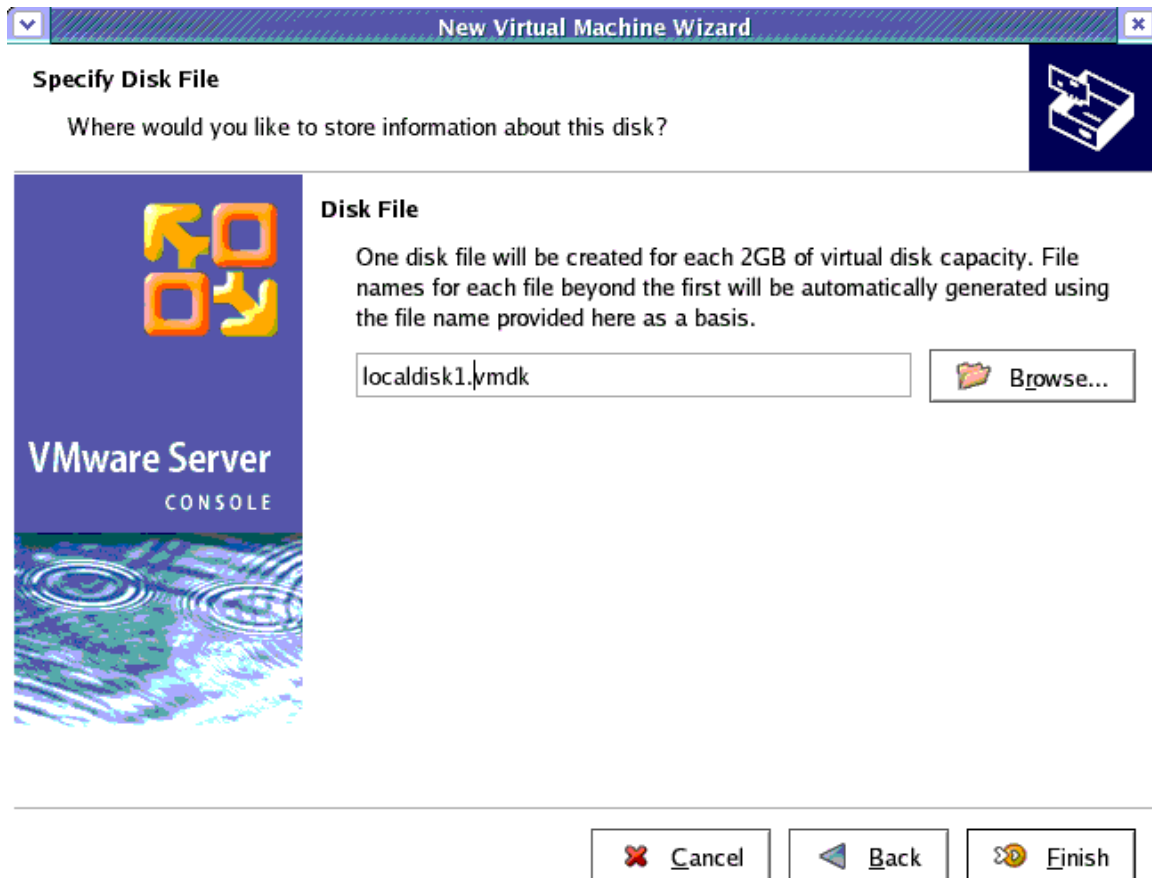 New Virtual Machine Wizard
Specify Disk File
Where would you like to store information about this disk?
Disk File
One disk file will be created for each 2GB of virtual disk capacity. File
names for each file beyond the first will be automatically generated using
the file name provided here as a basis.
localdisk1.vmdk
Browse...
VMware Server
CONSOLE
Cancel
Back
Finish